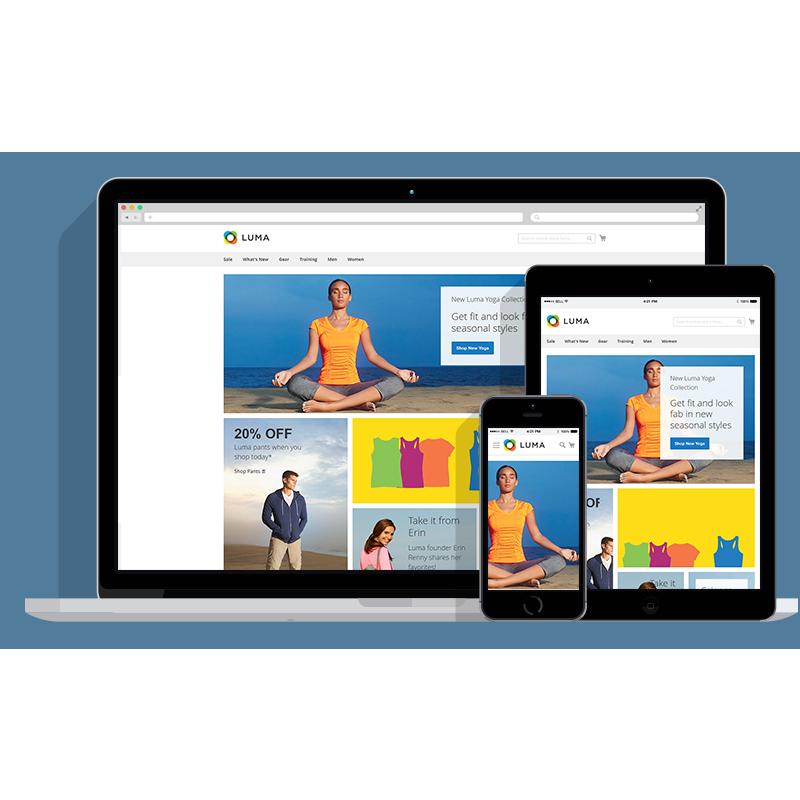 LUMA
Sale What's New Gear Training Men Women
New Luma Yoga Collectio
Get fit and look f
seasonal styles
Shop New Yoga
20% OFF
Luma pants when you
shop today*
Shop Pants
Take it from
Erin
Luma founder Erin
Renny shares her
favorites!
BELL 4:21 PM 100%
LUMA
Sale What's New Gear Training Men Women
New Luma Yoga
Collection
Get fit and look
fab in new
seasonal styles
Shop New Yoga
OF
Take it
BELL 4:21 PM 100%
LUMA